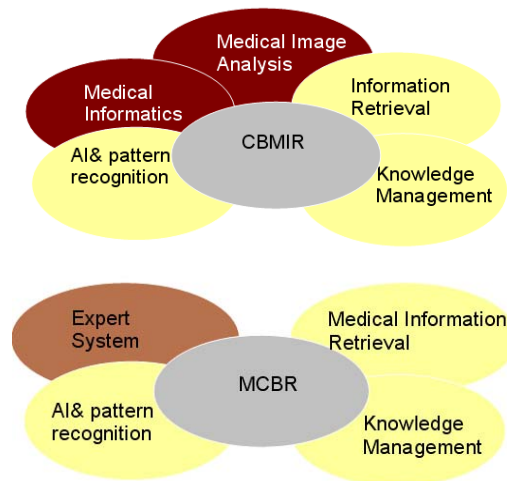 Medical Image
Analysis
Medical
Informatics
Information
Retrieval
CBMIR
AI& pattern
recognition
Knowledge
Management
Expert
System
Medical Information
Retrieval
MCBR
AI& pattern
recognition
Knowledge
Management